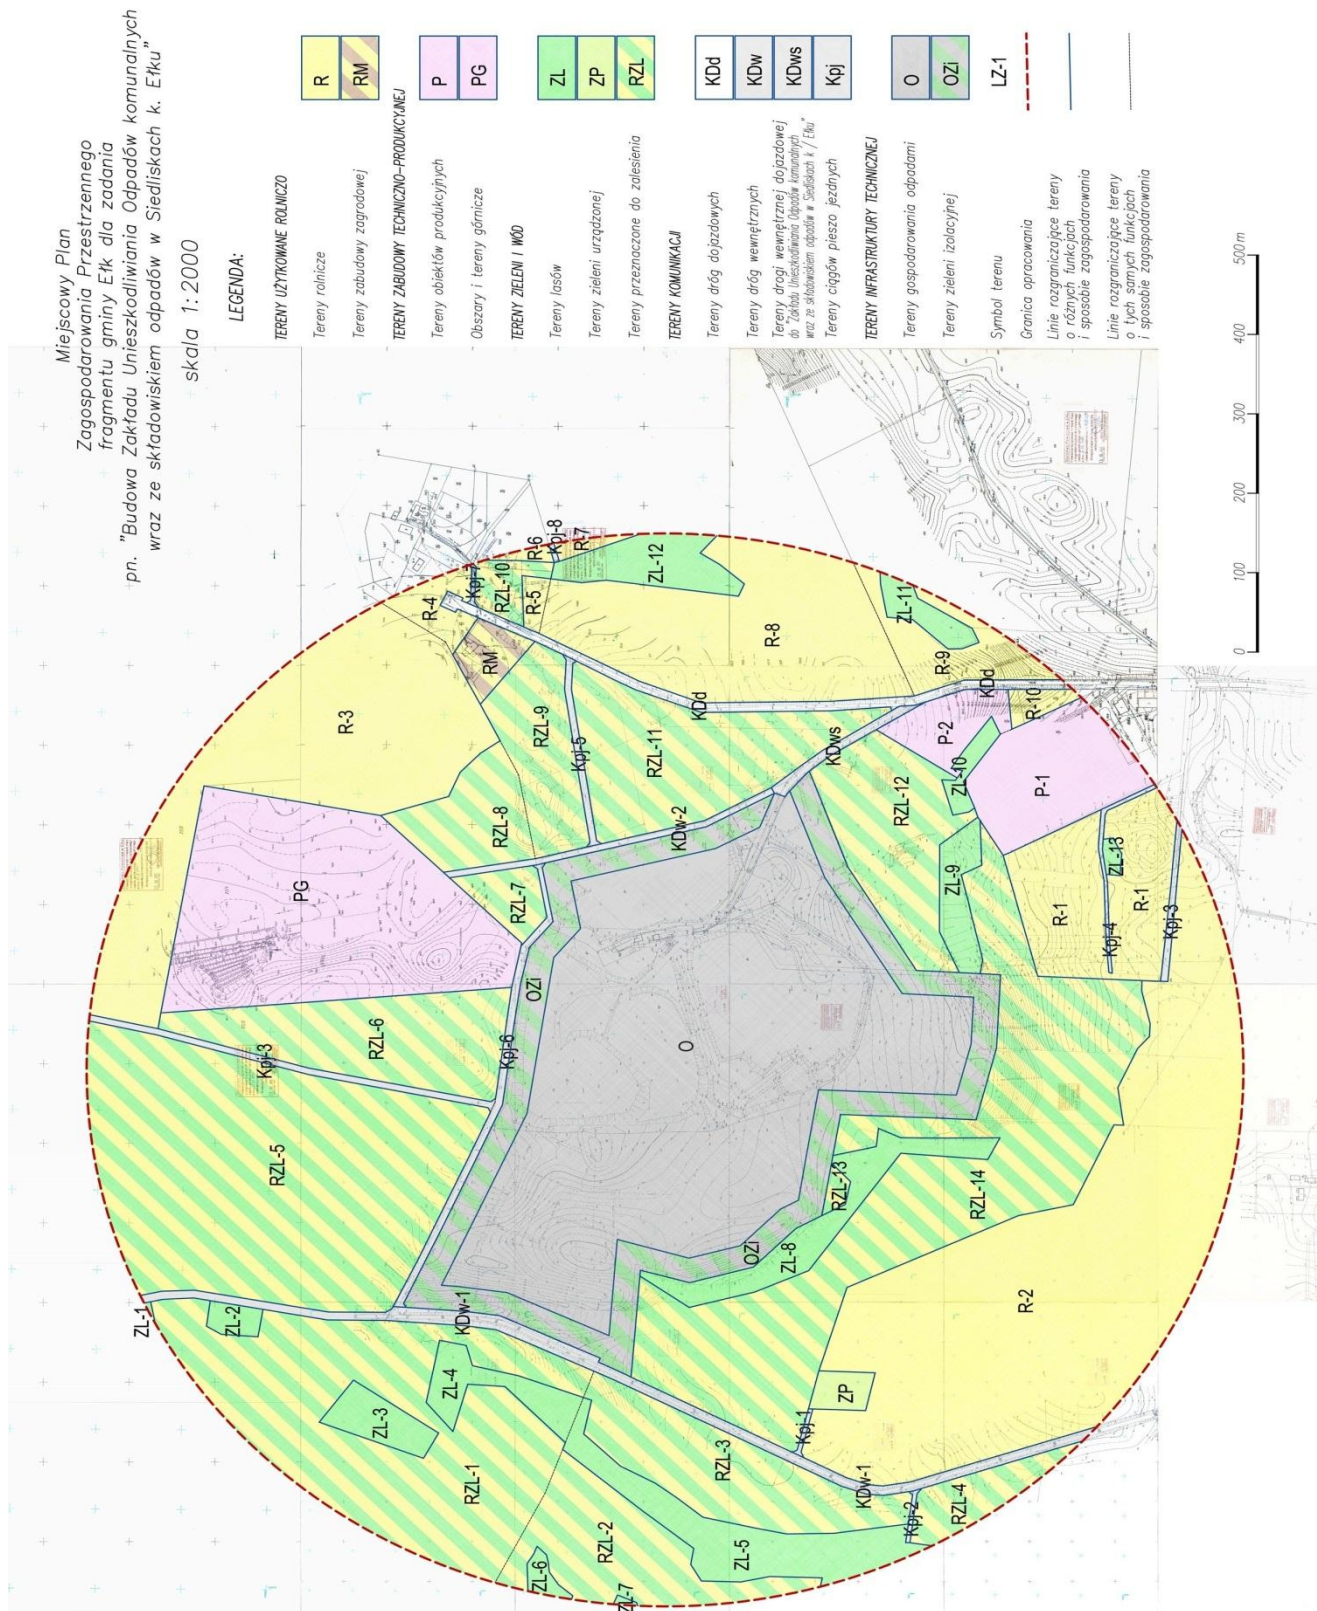 Miejscowy Plan
Zagospodarowania Przestrzennego
fragmentu gminy Ełk dla zadania
pn. "Budowa Zakładu Unieszkodliwiania Odpadów komunalnych
wraz ze składowiskiem odpadów w Siedliskach k. Ełku"
skala 1:2000
LEGENDA:
TERENY UŻYTKOWANE ROLNICZO
Tereny rolnicze
R
Tereny zabudowy zagrodowej
RM
TERENY ZABUDOWY TECHNICZNO-PRODUKCYJNEJ
Tereny obiektów produkcyjnych
P
Obszary i tereny górnicze
PG
TERENY ZIELENI I WÓD
Tereny lasów
ZL
Tereny zieleni urządzonej
ZP
Tereny przeznaczone do zalesienia
RZL
TERENY KOMUNIKACJI
Tereny dróg dojazdowych
KDd
Tereny dróg wewnętrznych
KDw
Tereny drogi wewnętrznej dojazdowej
do "Zakładu Unieszkodliwiania Odpadów komunalnych
wraz ze składowiskiem odpadów w Siedliskach k / Ełku"
KDws
Tereny ciągów pieszo jezdnych
Kpj
TERENY INFRASTRUKTURY TECHNICZNEJ
Tereny gospodarowania odpadami
O
Tereny zieleni izolacyjnej
OZi
Symbol terenu
LZ-1
Granica opracowania
Linie rozgraniczające tereny
o różnych funkcjach
i sposobie zagospodarowania
Linie rozgraniczające tereny
o tych samych funkcjach
i sposobie zagospodarowania
0
100
200
300
400
500m
ZL-1
ZL-2
ZL-3
ZL-4
RZL-1
RZL-2
ZL-6
ZL-7
ZL-5
RZL-3
RZL-4
Kpj-2
KDw-1
Kpj-1
ZP
R-2
KDw-1
RZL-5
Kpj-3
RZL-6
PG
R-3
Kpj-6
OZi
RZL-7
RZL-8
RZL-9
Kpj-5
RZL-11
KDw-2
O
OZi
ZL-8
RZL-13
RZL-14
RM
R-4
Kpj-7
RZL-10
R-5
R-6
Kpj-8
R-7
ZL-12
R-8
KDd
KDws
ZL-11
R-9
KDd
R-10
P-2
ZL-10
P-1
RZL-12
ZL-9
R-1
Kpj-4
ZL-13
R-1
Kpj-3